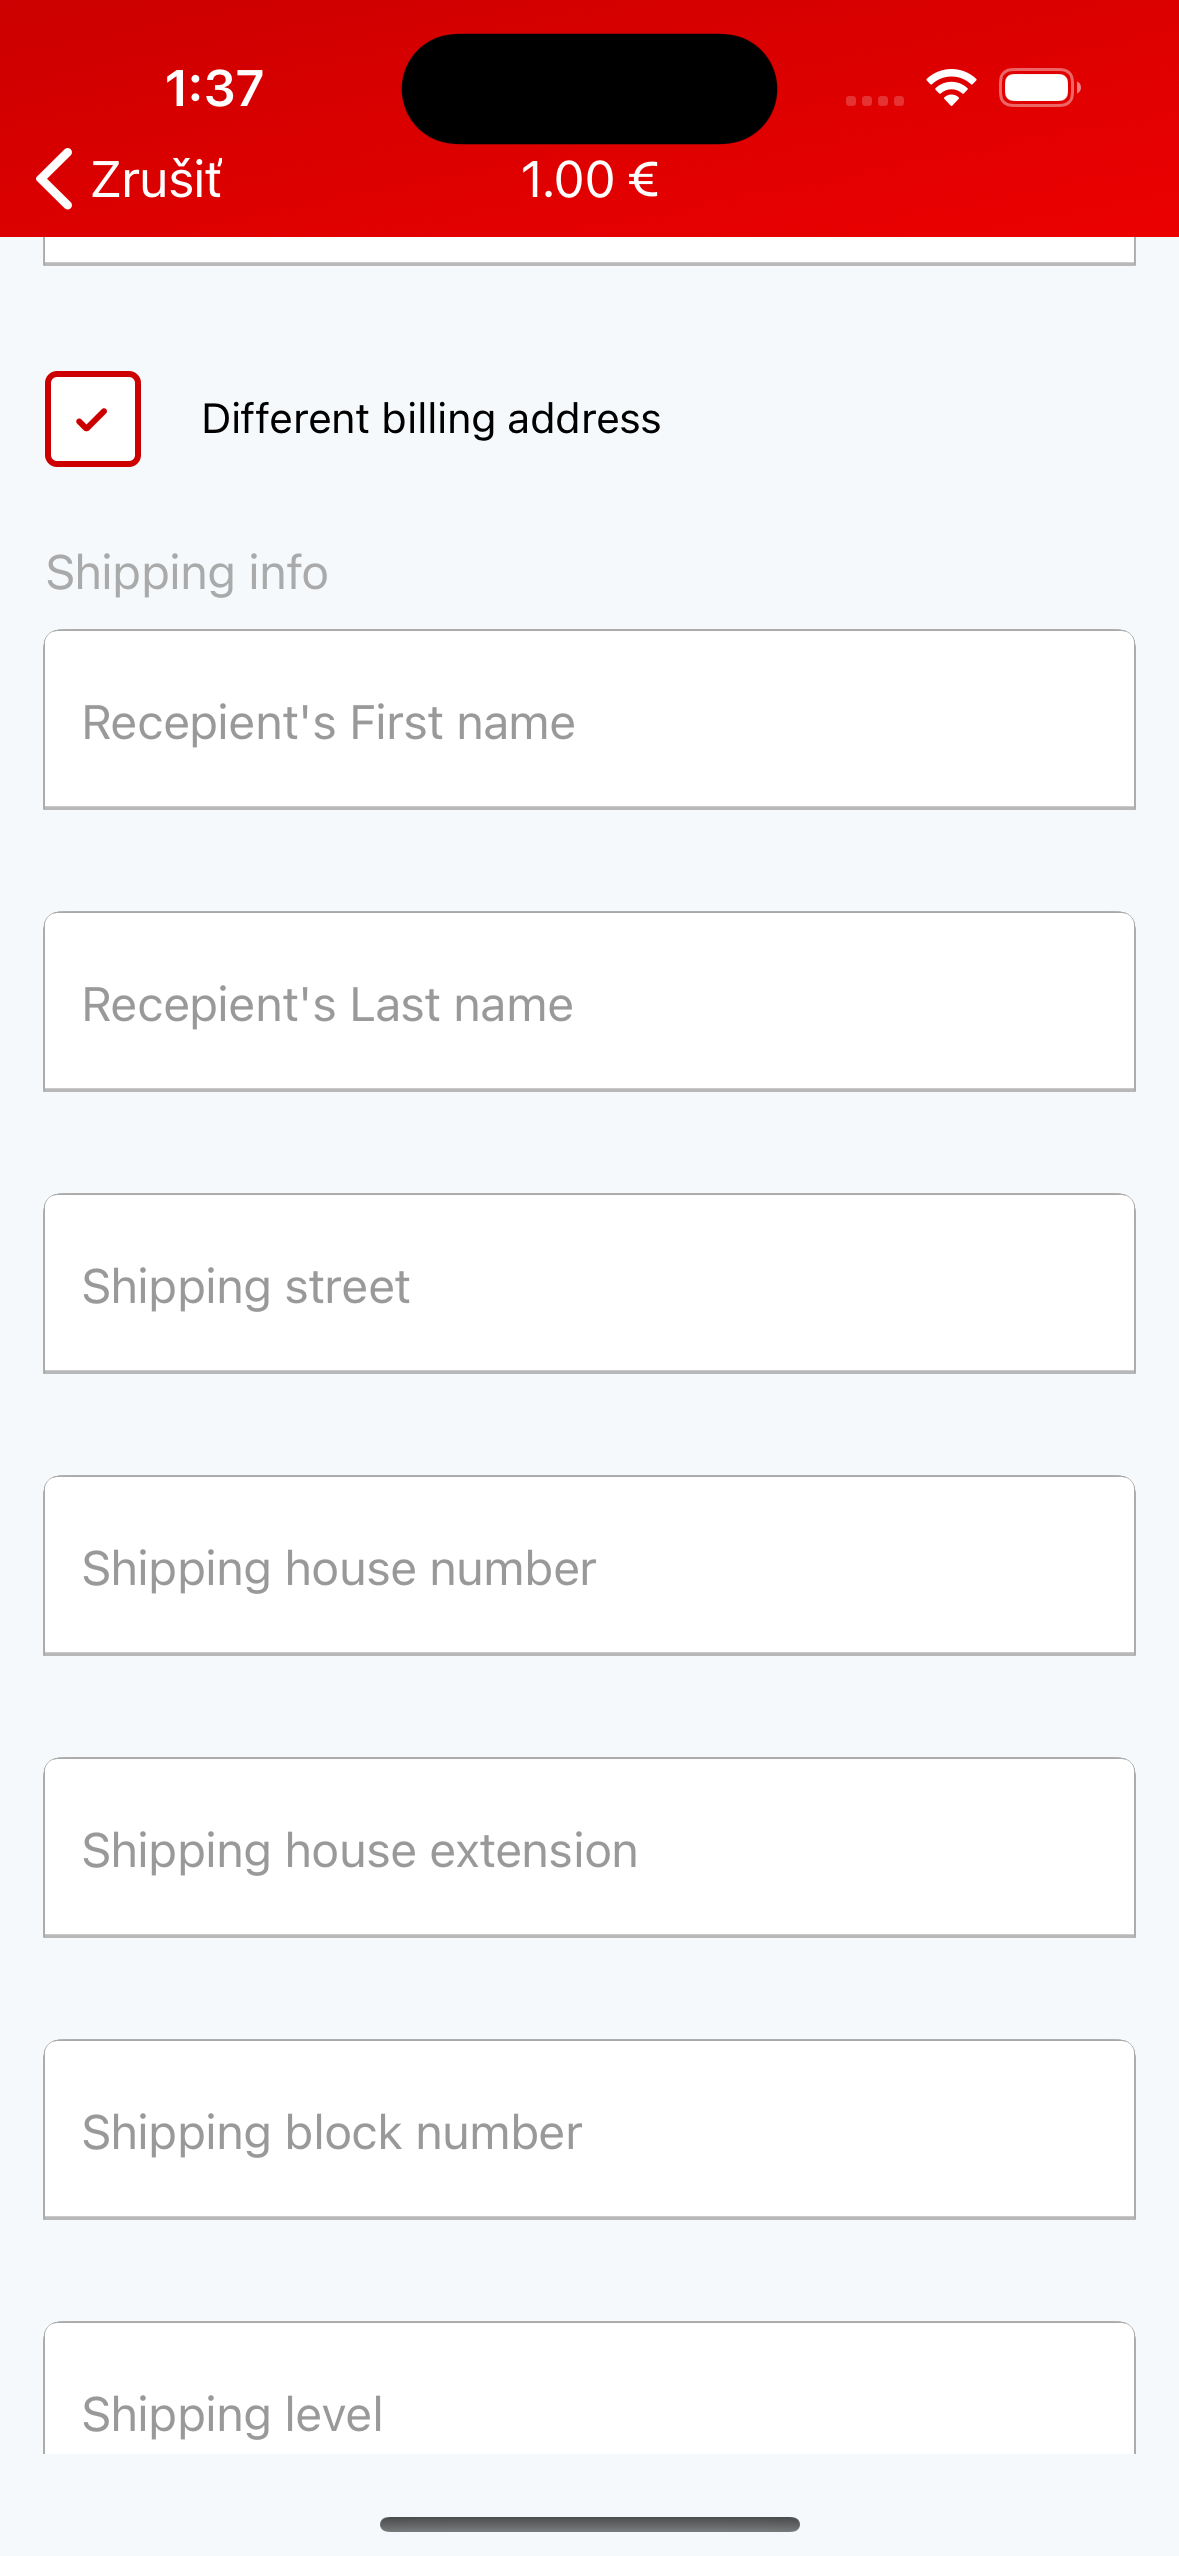 1:37
Zrušiť
1.00 €
Different billing address
Shipping info
Recepient's First name
Recepient's Last name
Shipping street
Shipping house number
Shipping house extension
Shipping block number
Shipping level